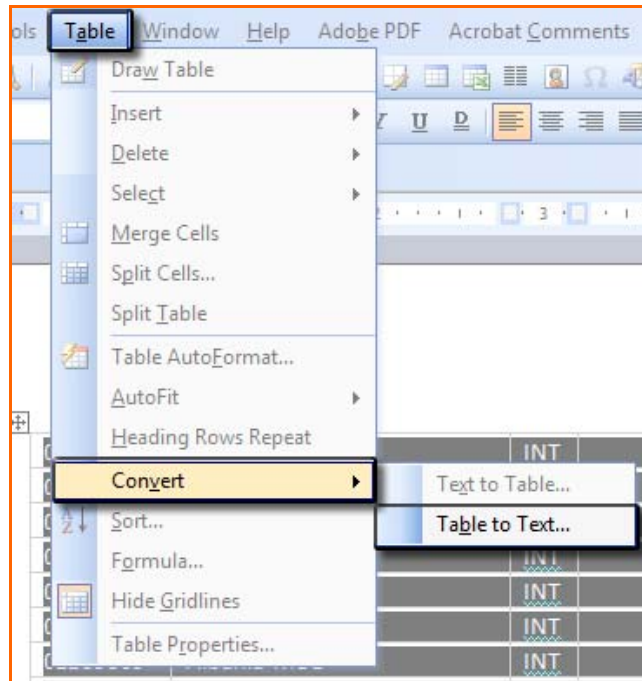 ols Table Window Help Adobe PDF Acrobat Comments
Draw Table
Insert
Delete
Select
Merge Cells
Split Cells...
Split Table
Table AutoFormat...
AutoFit
Heading Rows Repeat
INT
Convert
Text to Table...
Sort...
Table to Text...
Formula...
INT
Hide Gridlines
INT
INT
Table Properties...
INT